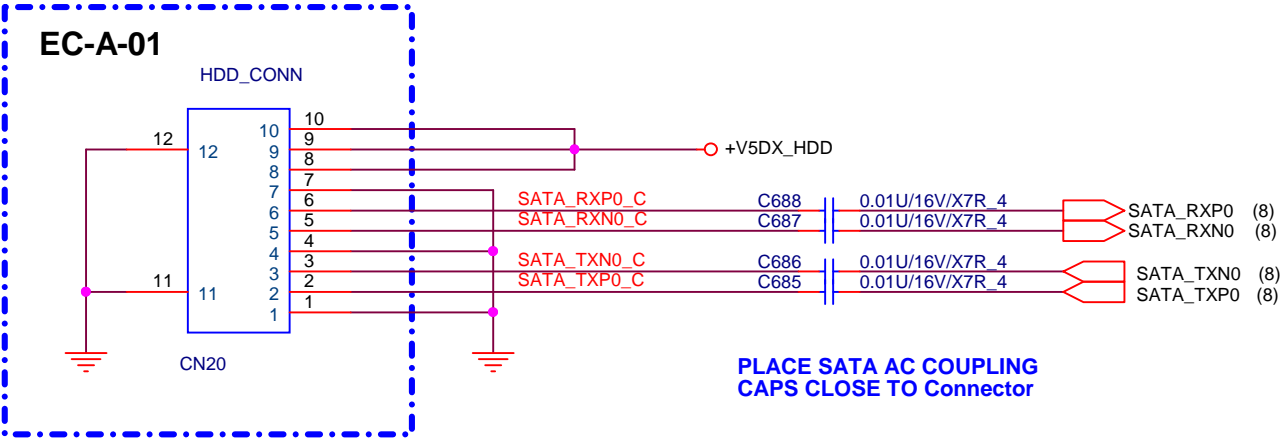 EC-A-01
HDD_CONN
10 10
12 12 9 9
8 8
+V5DX_HDD
7 7
6 6 SATA_RXP0_C C688 0.01U/16V/X7R_4 SATA_RXP0 (8)
5 5 SATA_RXN0_C C687 0.01U/16V/X7R_4 SATA_RXN0 (8)
4 4
3 3 SATA_TXN0_C C686 0.01U/16V/X7R_4 SATA_TXN0 (8)
11 11 2 2 SATA_TXP0_C C685 0.01U/16V/X7R_4 SATA_TXP0 (8)
1 1
CN20
PLACE SATA AC COUPLING
CAPS CLOSE TO Connector